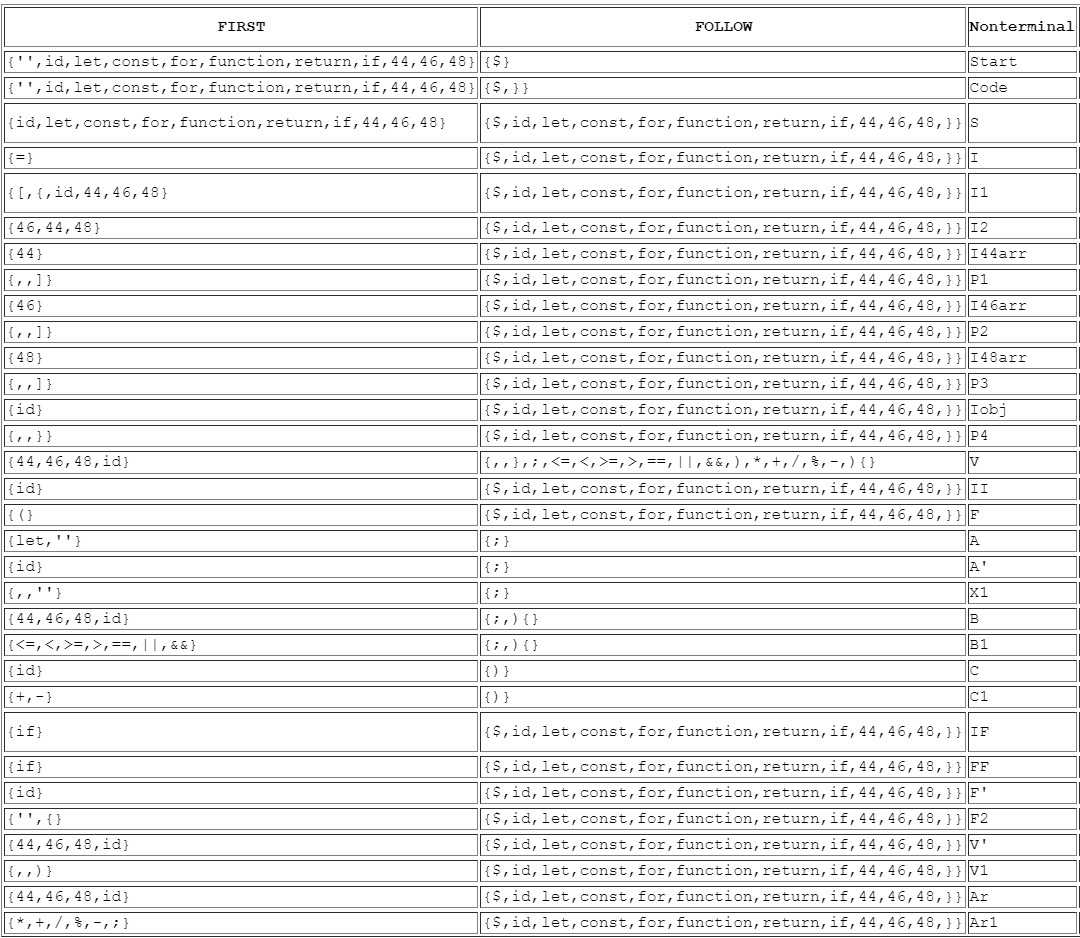 FIRST FOLLOW Nonterminal
{'',id,let,const,for,function,return,if,44,46,48} {$} Start
{'',id,let,const,for,function,return,if,44,46,48} {$,}} Code
{id,let,const,for,function,return,if,44,46,48} {$,id,let,const,for,function,return,if,44,46,48,}} S
{=} {$,id,let,const,for,function,return,if,44,46,48,}} I
{[,{,id,44,46,48} {$,id,let,const,for,function,return,if,44,46,48,}} I1
{46,44,48} {$,id,let,const,for,function,return,if,44,46,48,}} I2
{44} {$,id,let,const,for,function,return,if,44,46,48,}} I44arr
{,,]} {$,id,let,const,for,function,return,if,44,46,48,}} P1
{46} {$,id,let,const,for,function,return,if,44,46,48,}} I46arr
{,,]} {$,id,let,const,for,function,return,if,44,46,48,}} P2
{48} {$,id,let,const,for,function,return,if,44,46,48,}} I48arr
{,,]} {$,id,let,const,for,function,return,if,44,46,48,}} P3
{id} {$,id,let,const,for,function,return,if,44,46,48,}} Iobj
{,,}} {$,id,let,const,for,function,return,if,44,46,48,}} P4
{44,46,48,id} {,,},;,<=,<,>=,>,==,||,&&,),*,+,/,%,-,){} V
{id} {$,id,let,const,for,function,return,if,44,46,48,}} II
{(} {$,id,let,const,for,function,return,if,44,46,48,}} F
{let,''} {;} A
{id} {;} A'
{,,''} {;} X1
{44,46,48,id} {;,){} B
{<=,<,>=,>,==,||,&&} {;,){} B1
{id} {)} C
{+,-} {)} C1
{if} {$,id,let,const,for,function,return,if,44,46,48,}} IF
{if} {$,id,let,const,for,function,return,if,44,46,48,}} FF
{id} {$,id,let,const,for,function,return,if,44,46,48,}} F'
{'',{} {$,id,let,const,for,function,return,if,44,46,48,}} F2
{44,46,48,id} {$,id,let,const,for,function,return,if,44,46,48,}} V'
{,,)} {$,id,let,const,for,function,return,if,44,46,48,}} V1
{44,46,48,id} {$,id,let,const,for,function,return,if,44,46,48,}} Ar
{*,+,/,%,-,;} {$,id,let,const,for,function,return,if,44,46,48,}} Ar1